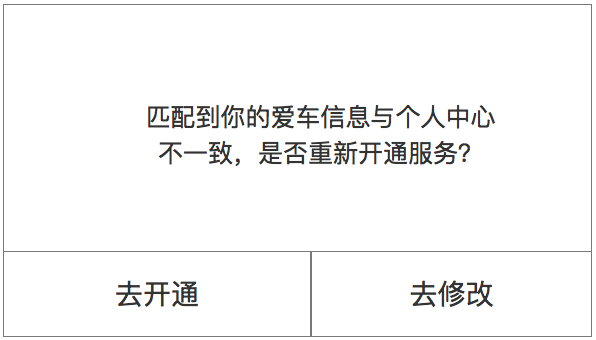 匹配到你的爱车信息与个人中心
不一致，是否重新开通服务？
去开通
去修改